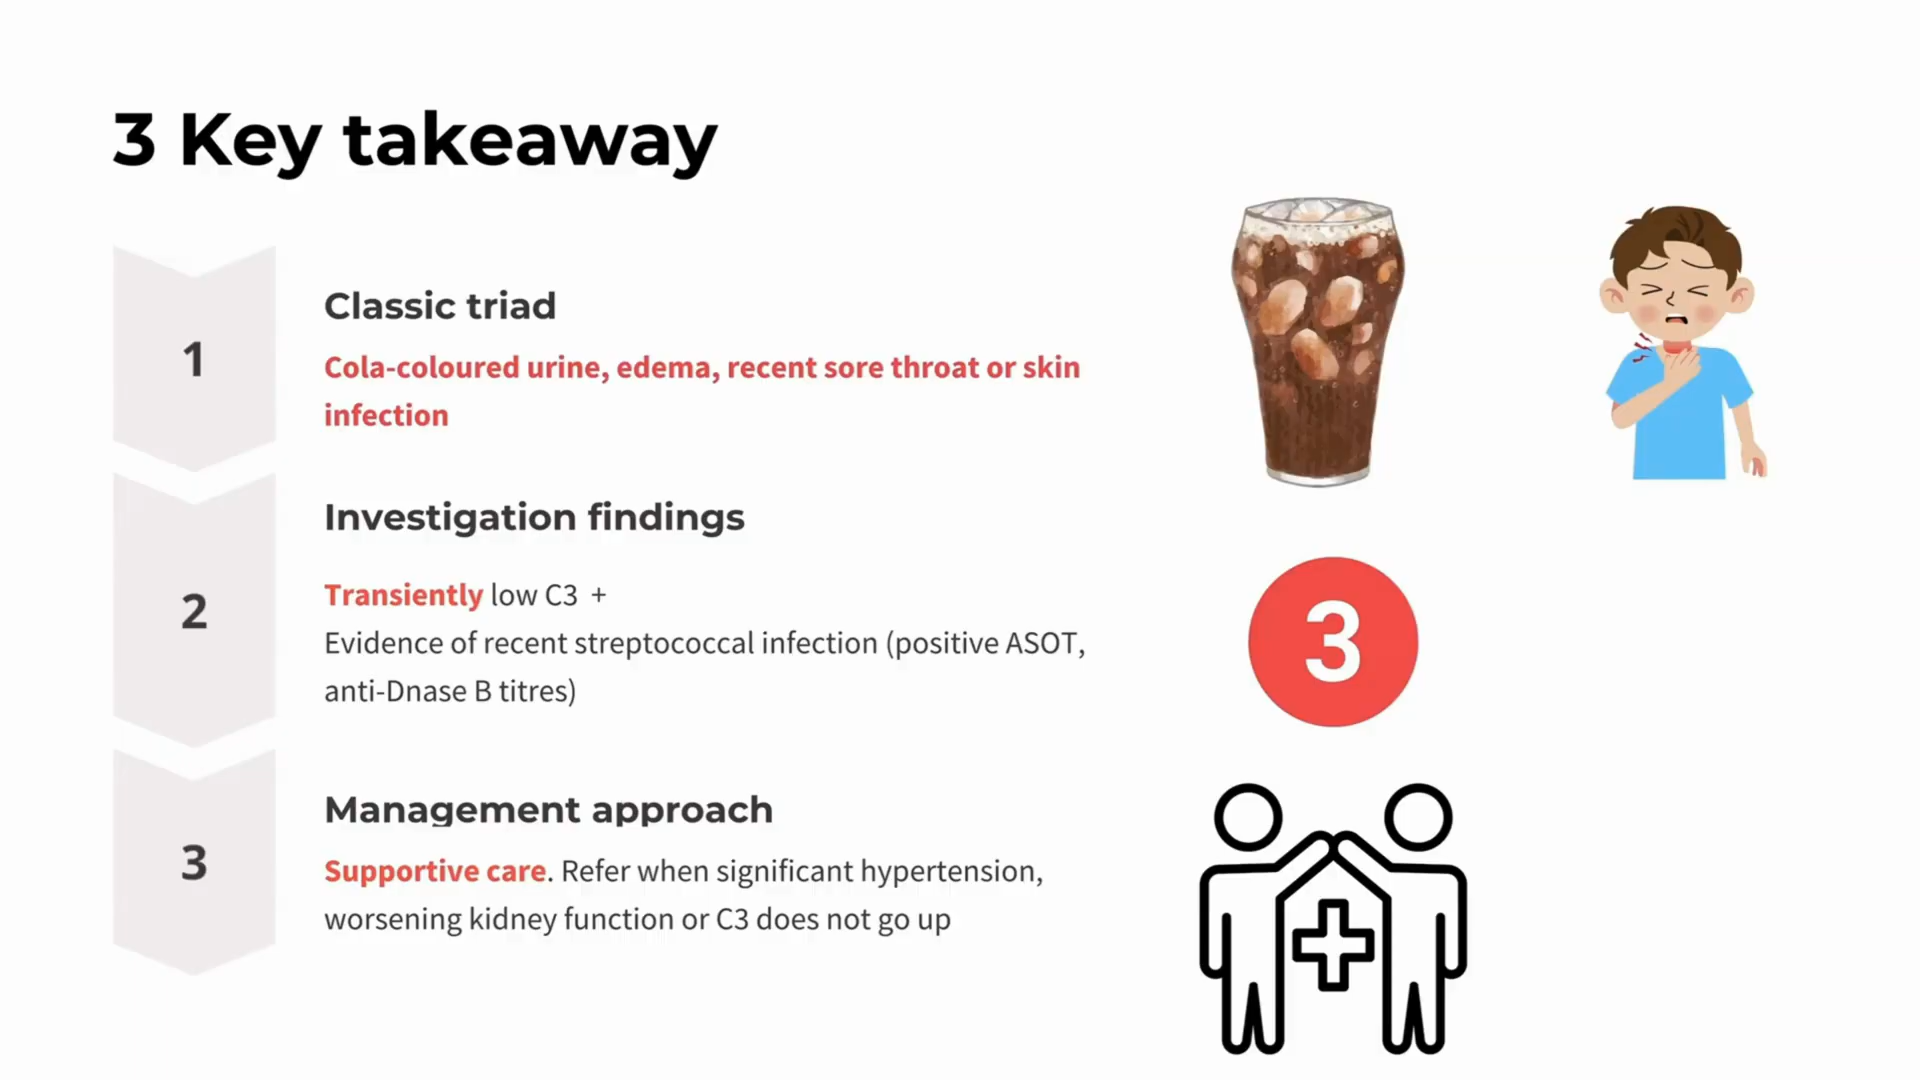 3 Key takeaway
1
Classic triad
Cola-coloured urine, edema, recent sore throat or skin
infection
2
Investigation findings
Transiently low C3 +
Evidence of recent streptococcal infection (positive ASOT,
anti-Dnase B titres)
3
3
Management approach
Supportive care. Refer when significant hypertension,
worsening kidney function or C3 does not go up